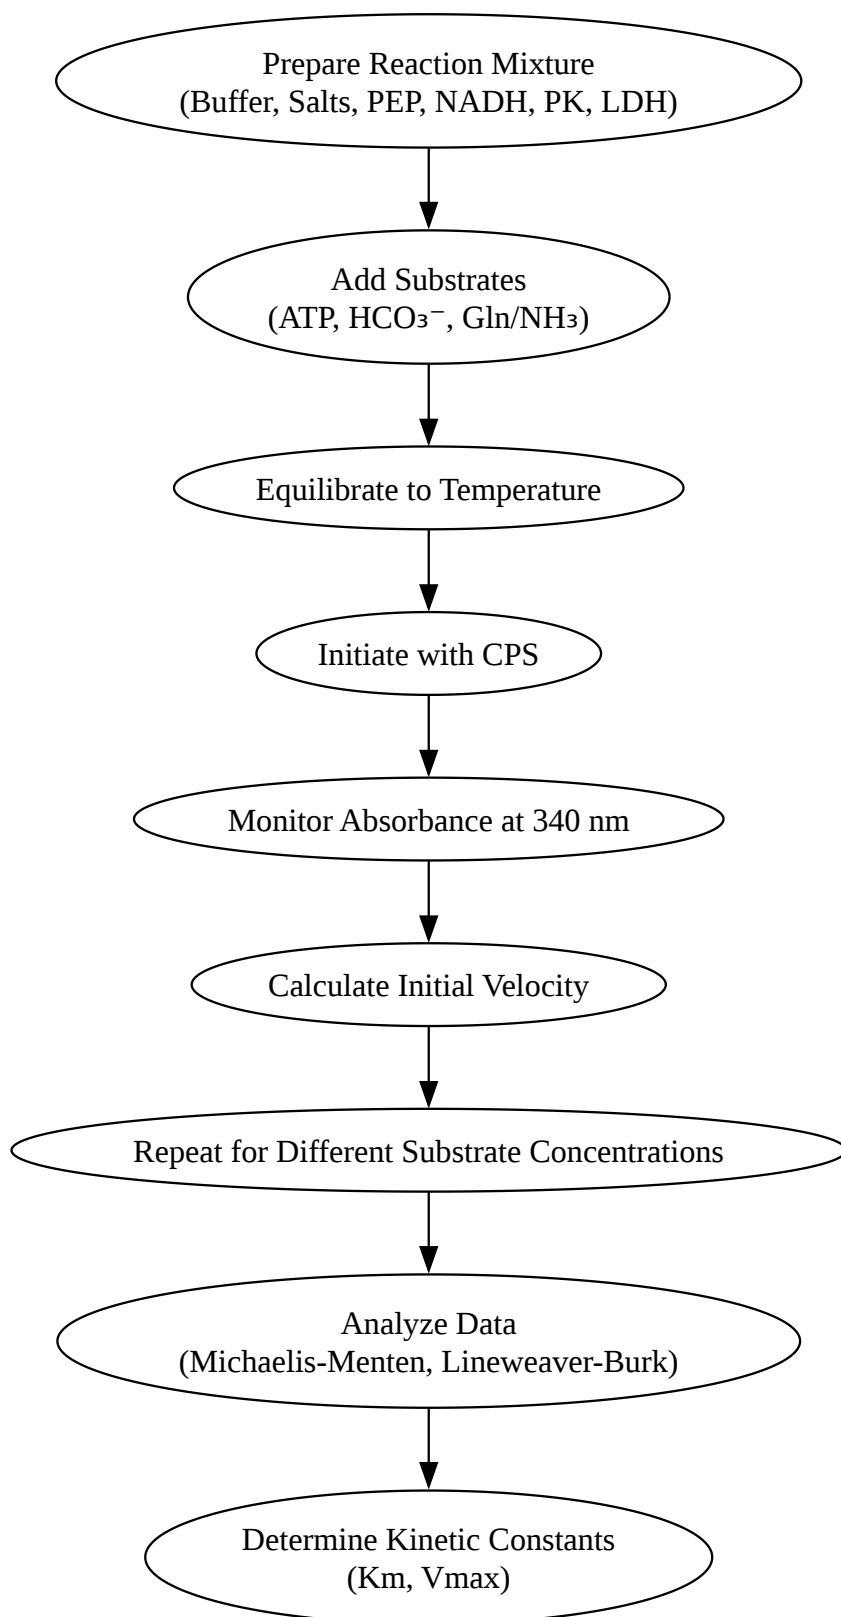 Prepare Reaction Mixture
(Buffer, Salts, PEP, NADH, PK, LDH)
Add Substrates
(ATP, HCO₃⁻, Gln/NH₃)
Equilibrate to Temperature
Initiate with CPS
Monitor Absorbance at 340 nm
Calculate Initial Velocity
Repeat for Different Substrate Concentrations
Analyze Data
(Michaelis-Menten, Lineweaver-Burk)
Determine Kinetic Constants
(Km, Vmax)